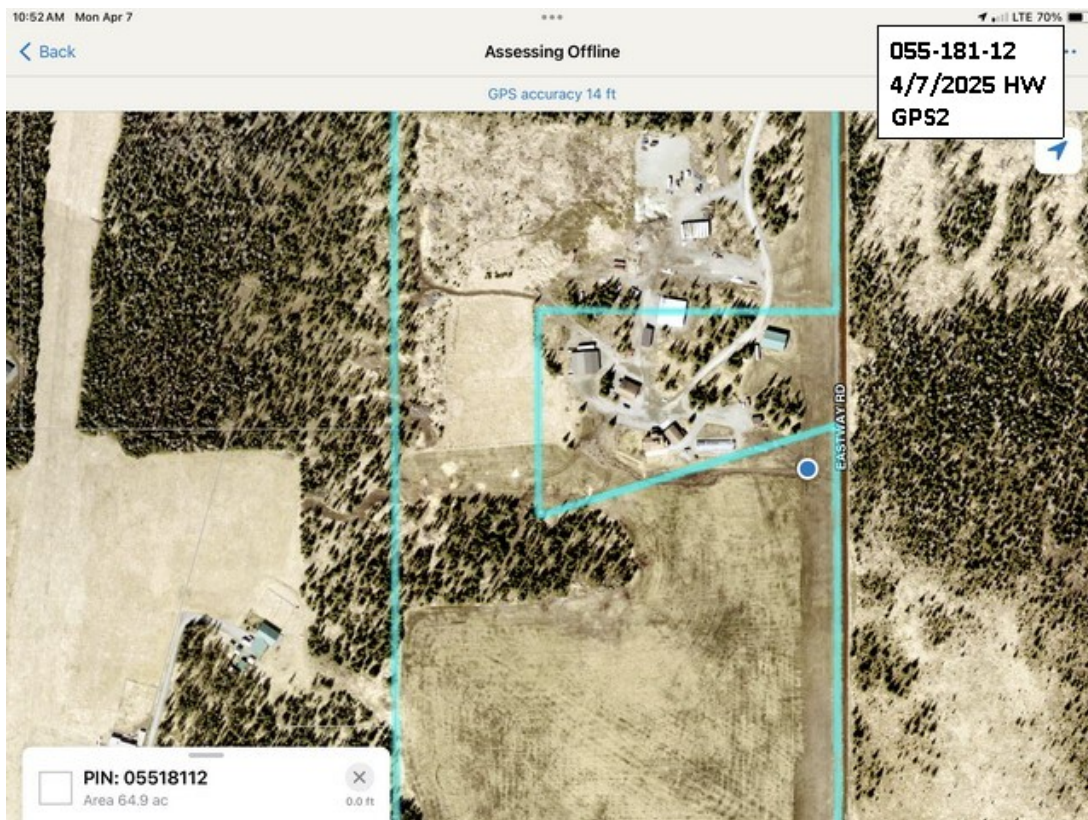 10:52 AM Mon Apr 7
LTE 70%
Back
Assessing Offline
055-181-12
4/7/2025 HW
GPS2
GPS accuracy 14 ft
EASTWAY RD
PIN: 05518112
Area 64.9 ac
0.0 ft